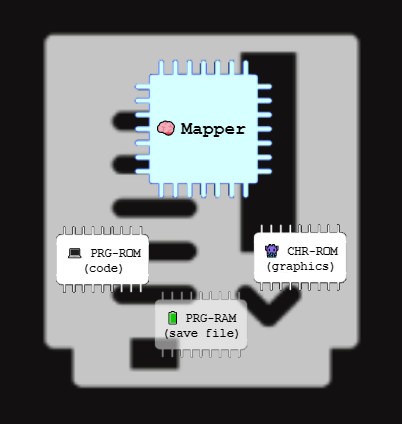 Mapper
PRG-ROM
(code)
CHR-ROM
(graphics)
PRG-RAM
(save file)